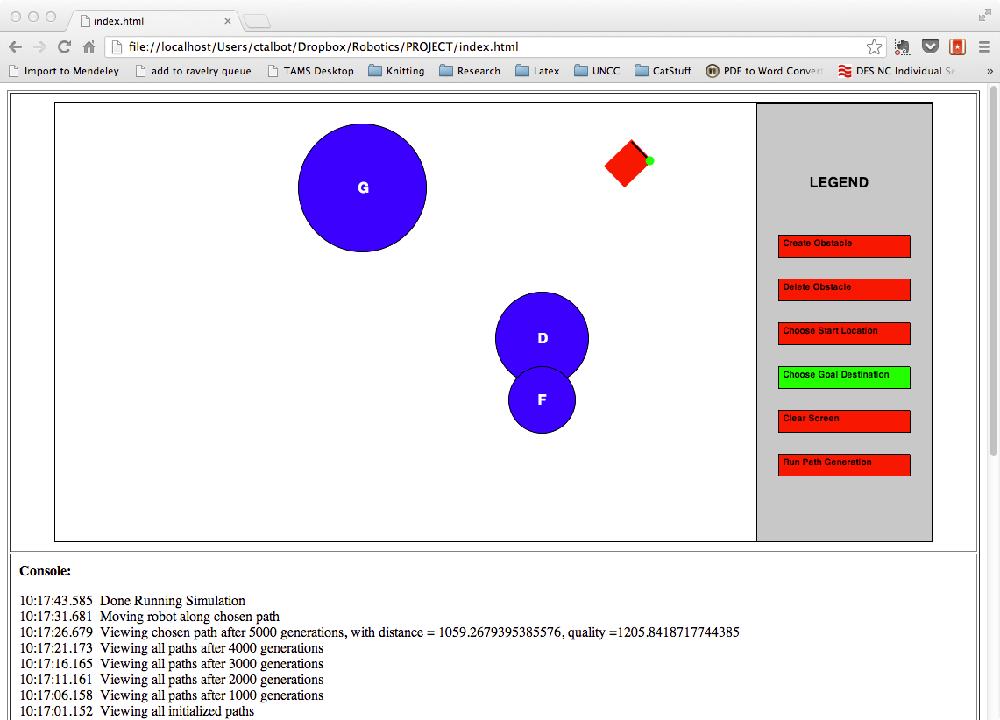 index.html
file://localhost/Users/ctalbot/Dropbox/Robotics/PROJECT/index.html
Import to Mendeley add to ravelry queue TAMS Desktop Knitting Research Latex UNCC CatStuff PDF to Word Convert DES NC Individual Se »
G
D
F
LEGEND
Create Obstacle
Delete Obstacle
Choose Start Location
Choose Goal Destination
Clear Screen
Run Path Generation
Console:
10:17:43.585 Done Running Simulation
10:17:31.681 Moving robot along chosen path
10:17:26.679 Viewing chosen path after 5000 generations, with distance = 1059.2679395385576, quality =1205.8418717744385
10:17:21.173 Viewing all paths after 4000 generations
10:17:16.165 Viewing all paths after 3000 generations
10:17:11.161 Viewing all paths after 2000 generations
10:17:06.158 Viewing all paths after 1000 generations
10:17:01.152 Viewing all initialized paths